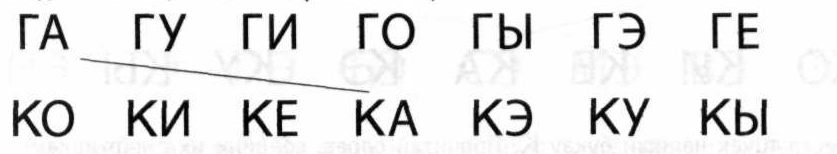 ГА ГУ ГИ ГО ГЫ ГЭ ГЕ
КО КИ КЕ КА КЭ КУ КЫ